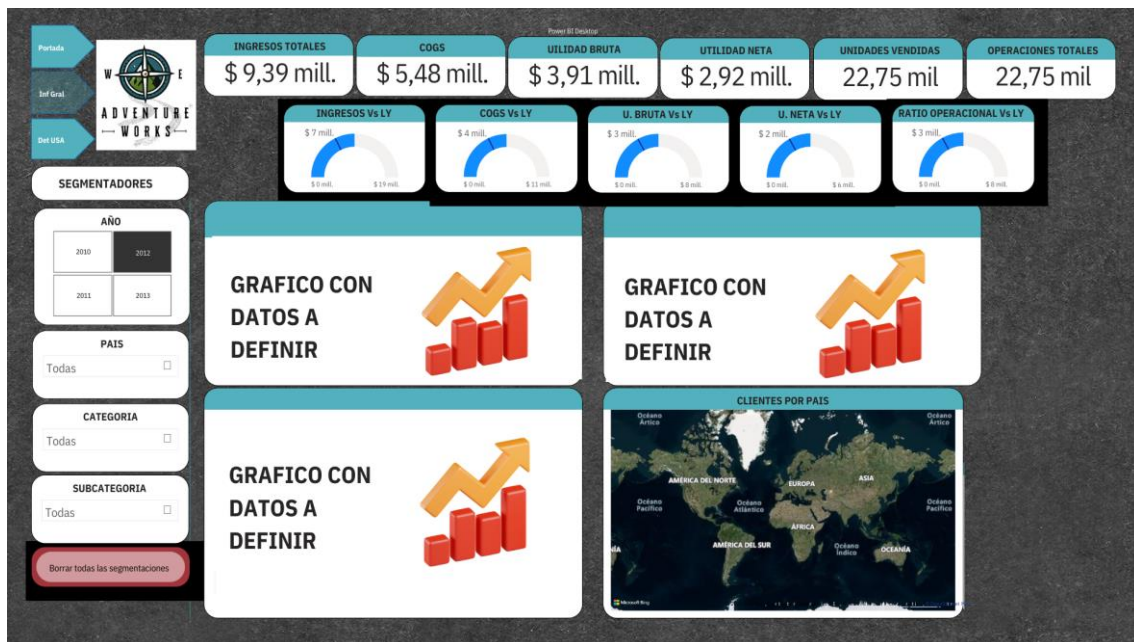 Power BI Desktop
Portada
Inf Gral
Det USA
W E
ADVENTURE
WORKS
INGRESOS TOTALES
$ 9,39 mill.
COGS
$ 5,48 mill.
UILIDAD BRUTA
$ 3,91 mill.
UTILIDAD NETA
$ 2,92 mill.
UNIDADES VENDIDAS
22,75 mil
OPERACIONES TOTALES
22,75 mil
INGRESOS Vs LY
$ 7 mill.
$ 0 mill. $ 19 mill.
COGS Vs LY
$ 4 mill.
$ 0 mill. $ 11 mill.
U. BRUTA Vs LY
$ 3 mill.
$ 0 mill. $ 8 mill.
U. NETA Vs LY
$ 2 mill.
$ 0 mill. $ 6 mill.
RATIO OPERACIONAL Vs LY
$ 3 mill.
$ 0 mill. $ 8 mill.
SEGMENTADORES
AÑO
2010 2012
2011 2013
PAIS
Todas
CATEGORIA
Todas
SUBCATEGORIA
Todas
Borrar todas las segmentaciones
GRAFICO CON
DATOS A
DEFINIR
GRAFICO CON
DATOS A
DEFINIR
GRAFICO CON
DATOS A
DEFINIR
CLIENTES POR PAIS
Océano
Ártico
Océano
Ártico
AMÉRICA DEL NORTE
EUROPA
ASIA
Océano
Pacífico
Océano
Atlántico
Océano
Pacífico
ÁFRICA
AMÉRICA DEL SUR
Océano
Índico
OCEANÍA
Microsoft Bing